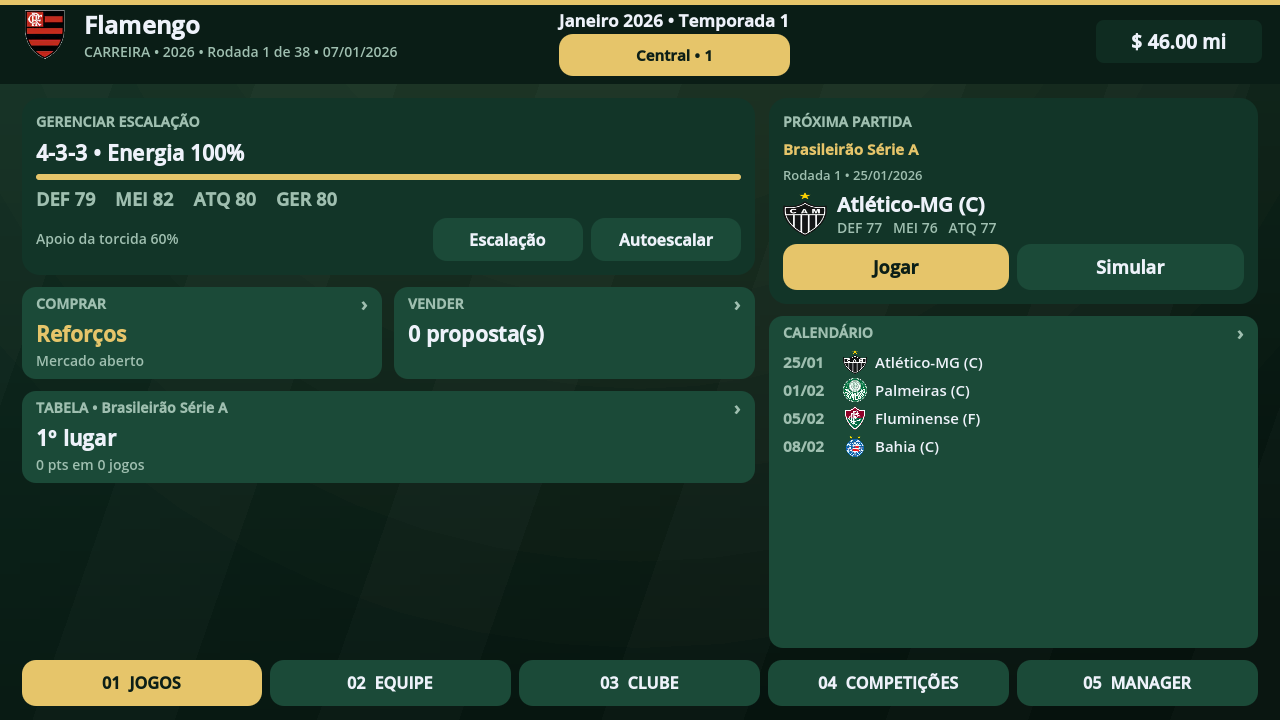 Flamengo
CARREIRA • 2026 • Rodada 1 de 38 • 07/01/2026
Janeiro 2026 • Temporada 1
Central • 1
$ 46.00 mi
GERENCIAR ESCALAÇÃO
4-3-3 • Energia 100%
DEF 79 MEI 82 ATQ 80 GER 80
Apoio da torcida 60%
Escalação
Autoescalar
COMPRAR ›
Reforços
Mercado aberto
VENDER ›
0 proposta(s)
TABELA • Brasileirão Série A ›
1º lugar
0 pts em 0 jogos
PRÓXIMA PARTIDA
Brasileirão Série A
Rodada 1 • 25/01/2026
CAM
Atlético-MG (C)
DEF 77 MEI 76 ATQ 77
Jogar
Simular
CALENDÁRIO ›
25/01 Atlético-MG (C)
01/02 Palmeiras (C)
05/02 Fluminense (F)
08/02 Bahia (C)
01 JOGOS
02 EQUIPE
03 CLUBE
04 COMPETIÇÕES
05 MANAGER